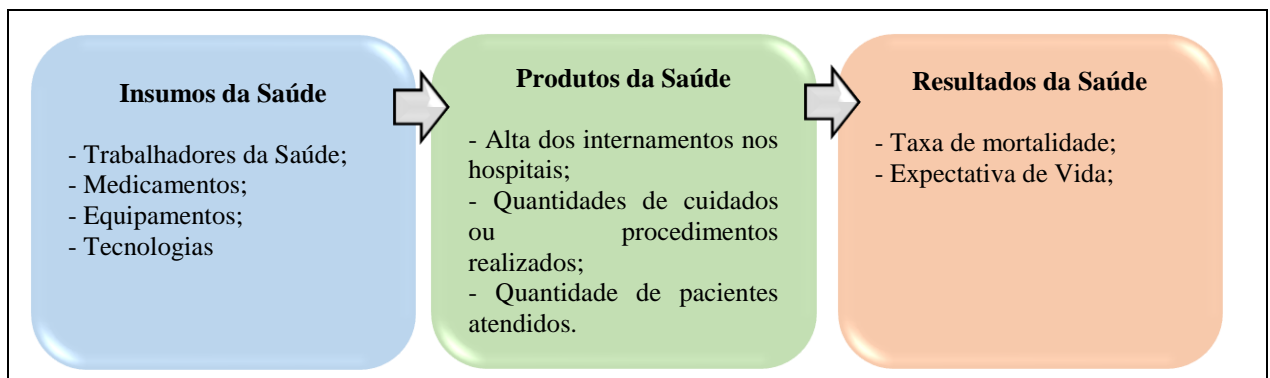 Insumos da Saúde
- Trabalhadores da Saúde;
- Medicamentos;
- Equipamentos;
- Tecnologias
Produtos da Saúde
- Alta dos internamentos nos
hospitais;
- Quantidades de cuidados
ou procedimentos
realizados;
- Quantidade de pacientes
atendidos.
Resultados da Saúde
- Taxa de mortalidade;
- Expectativa de Vida;